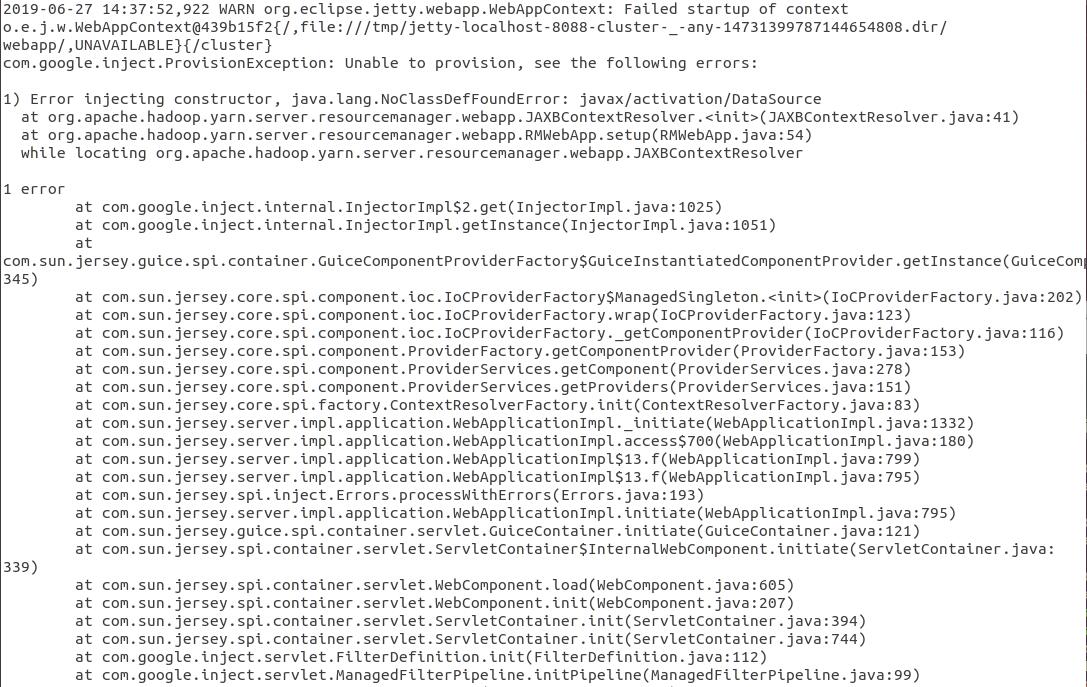 2019-06-27 14:37:52,922 WARN org.eclipse.jetty.webapp.WebAppContext: Failed startup of context
o.e.j.w.WebAppContext@439b15f2{/,file:///tmp/jetty-localhost-8088-cluster-_-any-14731399787144654808.dir/
webapp/,UNAVAILABLE}{/cluster}
com.google.inject.ProvisionException: Unable to provision, see the following errors:
1) Error injecting constructor, java.lang.NoClassDefFoundError: javax/activation/DataSource
at org.apache.hadoop.yarn.server.resourcemanager.webapp.JAXBContextResolver.<init>(JAXBContextResolver.java:41)
at org.apache.hadoop.yarn.server.resourcemanager.webapp.RMWebApp.setup(RMWebApp.java:54)
while locating org.apache.hadoop.yarn.server.resourcemanager.webapp.JAXBContextResolver
1 error
at com.google.inject.internal.InjectorImpl$2.get(InjectorImpl.java:1025)
at com.google.inject.internal.InjectorImpl.getInstance(InjectorImpl.java:1051)
at
com.sun.jersey.guice.spi.container.GuiceComponentProviderFactory$GuiceInstantiatedComponentProvider.getInstance(GuiceComp
345)
at com.sun.jersey.core.spi.component.ioc.IoCProviderFactory$ManagedSingleton.<init>(IoCProviderFactory.java:202)
at com.sun.jersey.core.spi.component.ioc.IoCProviderFactory.wrap(IoCProviderFactory.java:123)
at com.sun.jersey.core.spi.component.ioc.IoCProviderFactory._getComponentProvider(IoCProviderFactory.java:116)
at com.sun.jersey.core.spi.component.ProviderFactory.getComponentProvider(ProviderFactory.java:153)
at com.sun.jersey.core.spi.component.ProviderServices.getComponent(ProviderServices.java:278)
at com.sun.jersey.core.spi.component.ProviderServices.getProviders(ProviderServices.java:151)
at com.sun.jersey.core.spi.factory.ContextResolverFactory.init(ContextResolverFactory.java:83)
at com.sun.jersey.server.impl.application.WebApplicationImpl._initiate(WebApplicationImpl.java:1332)
at com.sun.jersey.server.impl.application.WebApplicationImpl.access$700(WebApplicationImpl.java:180)
at com.sun.jersey.server.impl.application.WebApplicationImpl$13.f(WebApplicationImpl.java:799)
at com.sun.jersey.server.impl.application.WebApplicationImpl$13.f(WebApplicationImpl.java:795)
at com.sun.jersey.spi.inject.Errors.processWithErrors(Errors.java:193)
at com.sun.jersey.server.impl.application.WebApplicationImpl.initiate(WebApplicationImpl.java:795)
at com.sun.jersey.guice.spi.container.servlet.GuiceContainer.initiate(GuiceContainer.java:121)
at com.sun.jersey.spi.container.servlet.ServletContainer$InternalWebComponent.initiate(ServletContainer.java:
339)
at com.sun.jersey.spi.container.servlet.WebComponent.load(WebComponent.java:605)
at com.sun.jersey.spi.container.servlet.WebComponent.init(WebComponent.java:207)
at com.sun.jersey.spi.container.servlet.ServletContainer.init(ServletContainer.java:394)
at com.sun.jersey.spi.container.servlet.ServletContainer.init(ServletContainer.java:744)
at com.google.inject.servlet.FilterDefinition.init(FilterDefinition.java:112)
at com.google.inject.servlet.ManagedFilterPipeline.initPipeline(ManagedFilterPipeline.java:99)